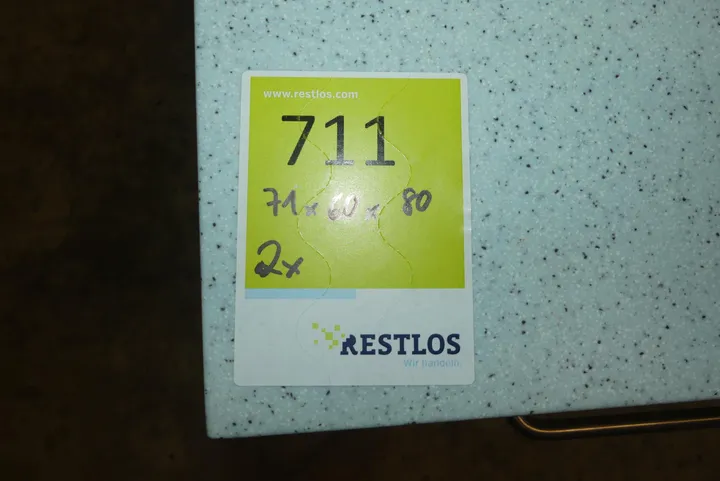 www.restlos.com
711
71 x 60 x 80
2x
RESTLOS
Wir handeln.